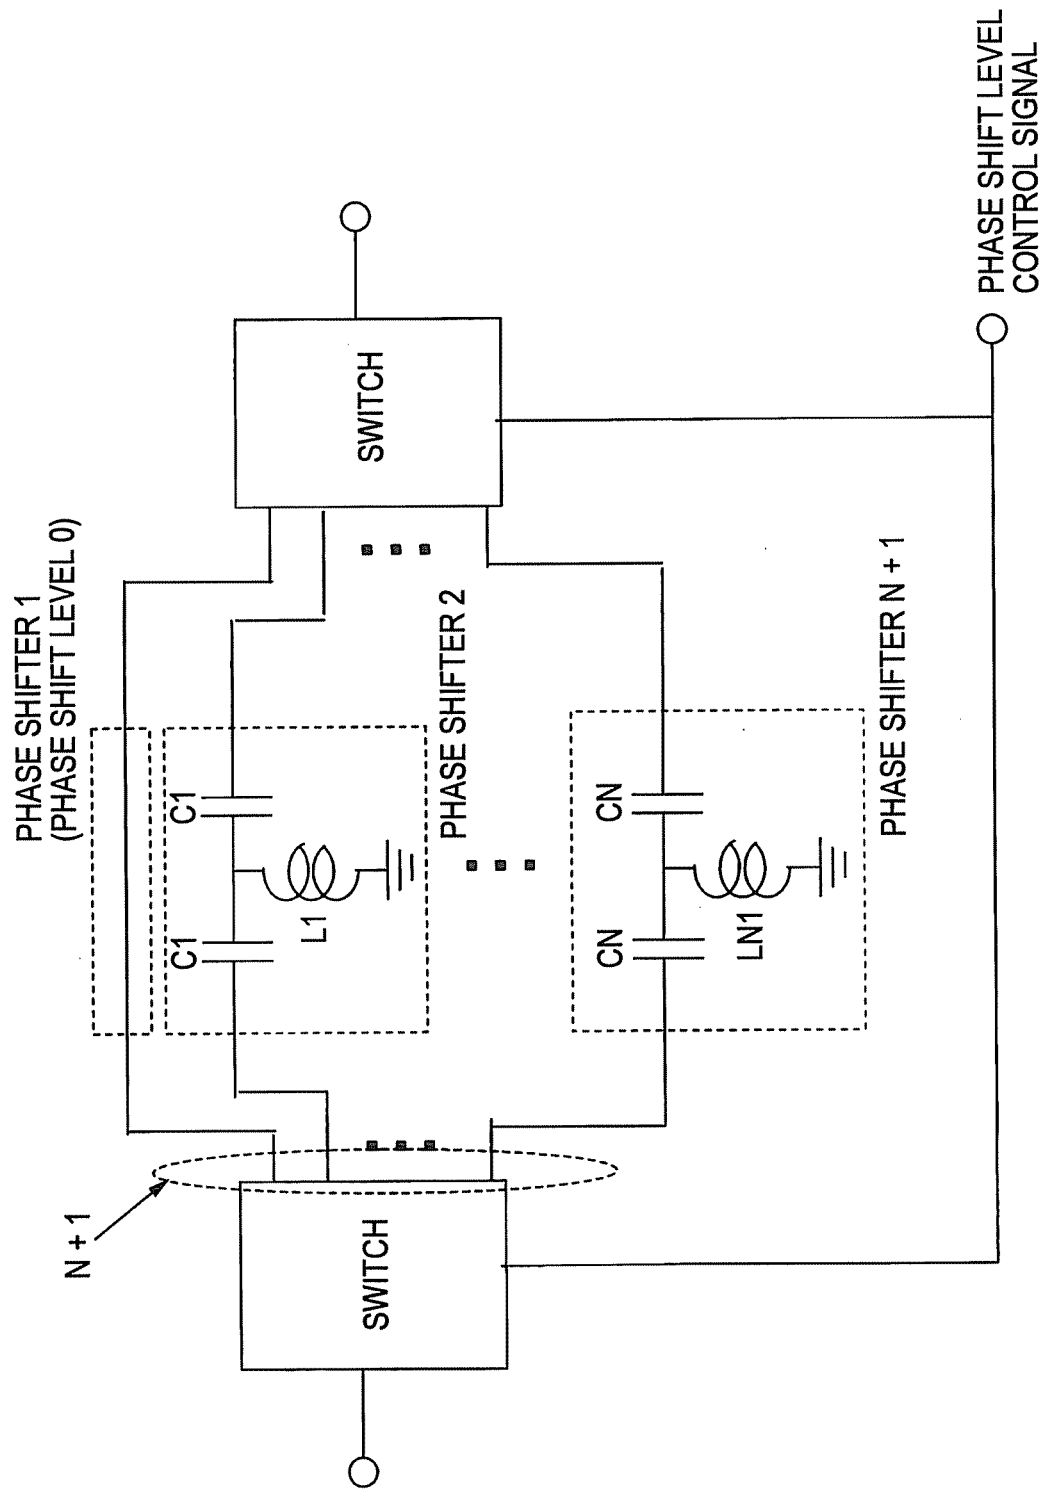 PHASE SHIFTER 1
(PHASE SHIFT LEVEL 0)
N + 1
C1
C1
L1
SWITCH
SWITCH
PHASE SHIFTER 2
CN
CN
LN1
PHASE SHIFTER N + 1
PHASE SHIFT LEVEL
CONTROL SIGNAL